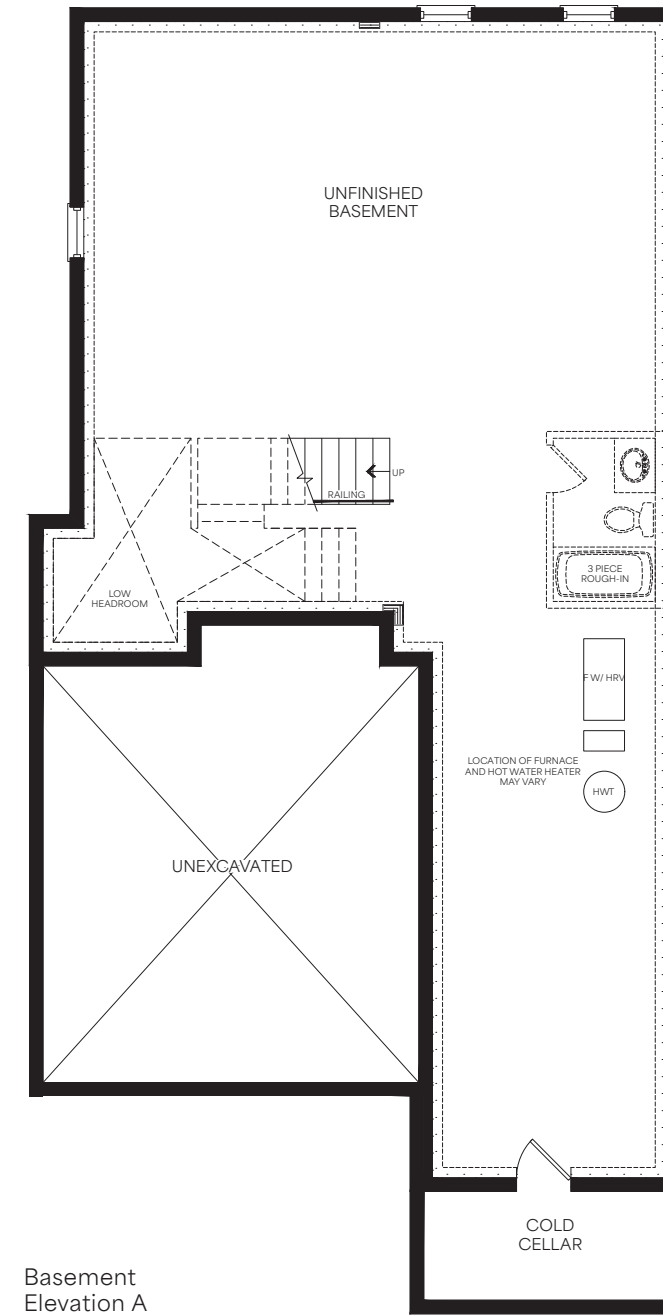 UNFINISHED
BASEMENT
UP
RAILING
3 PIECE
ROUGH-IN
LOW
HEADROOM
F W/ HRV
LOCATION OF FURNACE
AND HOT WATER HEATER
MAY VARY
HWT
UNEXCAVATED
COLD
CELLAR
Basement
Elevation A